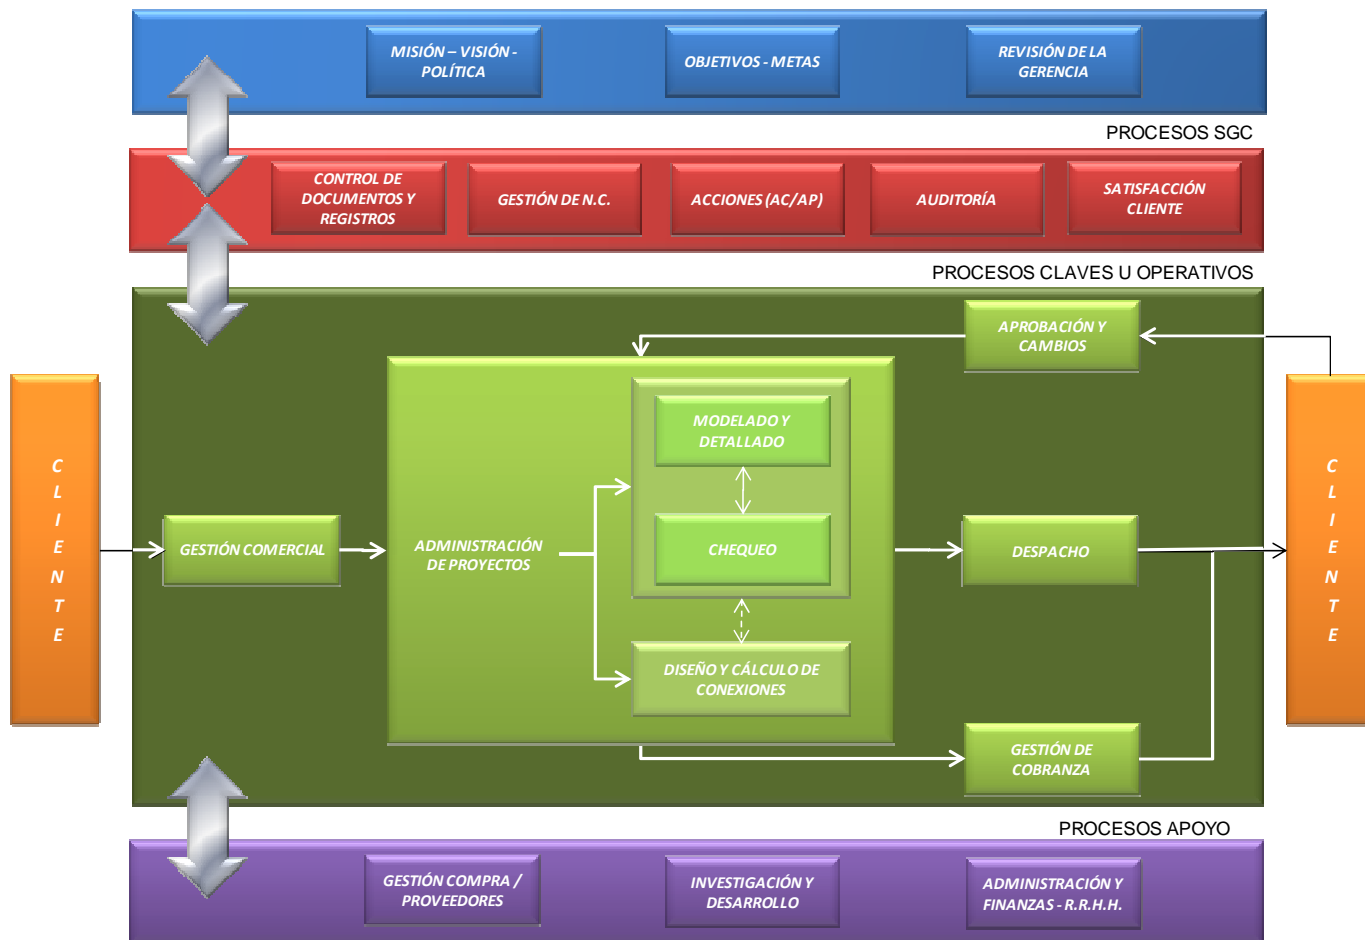 MISIÓN – VISIÓN -
POLÍTICA
OBJETIVOS - METAS
REVISIÓN DE LA
GERENCIA
PROCESOS SGC
CONTROL DE
DOCUMENTOS Y
REGISTROS
GESTIÓN DE N.C.
ACCIONES (AC/AP)
AUDITORÍA
SATISFACCIÓN
CLIENTE
PROCESOS CLAVES U OPERATIVOS
APROBACIÓN Y
CAMBIOS
CLIENTE
GESTIÓN COMERCIAL
ADMINISTRACIÓN
DE PROYECTOS
MODELADO Y
DETALLADO
CHEQUEO
DISEÑO Y CÁLCULO DE
CONEXIONES
DESPACHO
GESTIÓN DE
COBRANZA
CLIENTE
PROCESOS APOYO
GESTIÓN COMPRA /
PROVEEDORES
INVESTIGACIÓN Y
DESARROLLO
ADMINISTRACIÓN Y
FINANZAS - R.R.H.H.